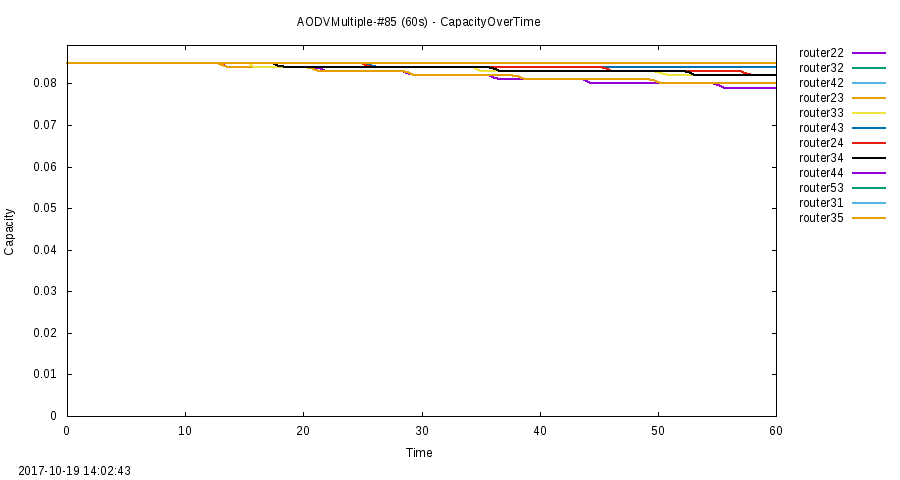 AODVMultiple-#85 (60s) - CapacityOverTime
router22
router32
router42
router23
router33
router43
router24
router34
router44
router53
router31
router35
0.08
0.07
0.06
0.05
0.04
0.03
0.02
0.01
0
Capacity
0 10 20 30 40 50 60
Time
2017-10-19 14:02:43